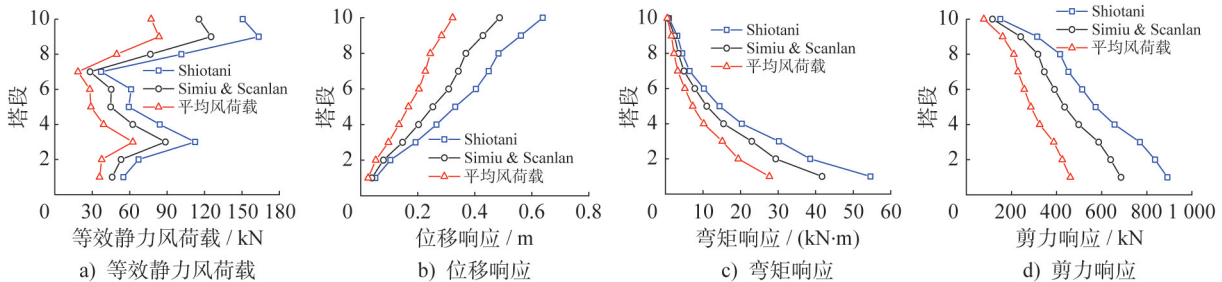 塔段
10
8
6
4
2
30
60
90
120
150
180
Shiotani
Simiu & Scanlan
平均风荷载
等效静力风荷载 / kN
a) 等效静力风荷载
塔段
10
8
6
4
2
0
0
0.2
0.4
0.6
0.8
Shiotani
Simiu & Scanlan
平均风荷载
位移响应 / m
b) 位移响应
塔段
10
8
6
4
2
0
10
20
30
40
50
60
Shiotani
Simiu & Scanlan
平均风荷载
弯矩响应 / (kN·m)
c) 弯矩响应
塔段
10
8
6
4
2
0
200
400
600
800
1 000
Shiotani
Simiu & Scanlan
平均风荷载
剪力响应 / kN
d) 剪力响应